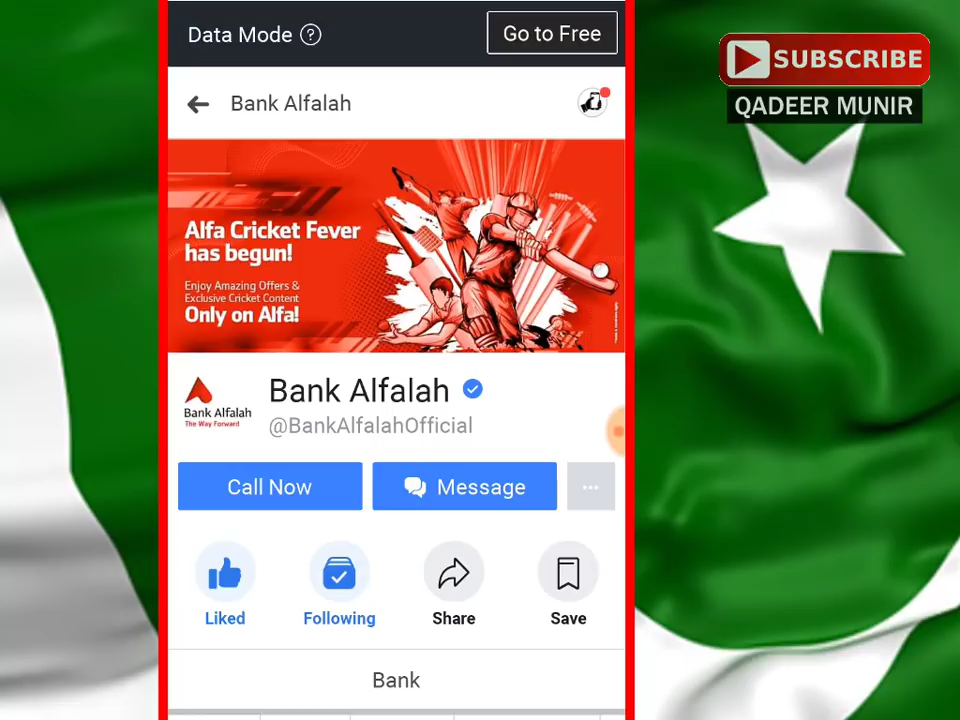 Data Mode ?
Go to Free
SUBSCRIBE
QADEER MUNIR
Bank Alfalah
Alfa Cricket Fever
has begun!
Enjoy Amazing Offers &
Exclusive Cricket Content
Only on Alfa!
Bank Alfalah
Bank Alfalah
The Way Forward
@BankAlfalahOfficial
Call Now
Message
...
Liked
Following
Share
Save
Bank